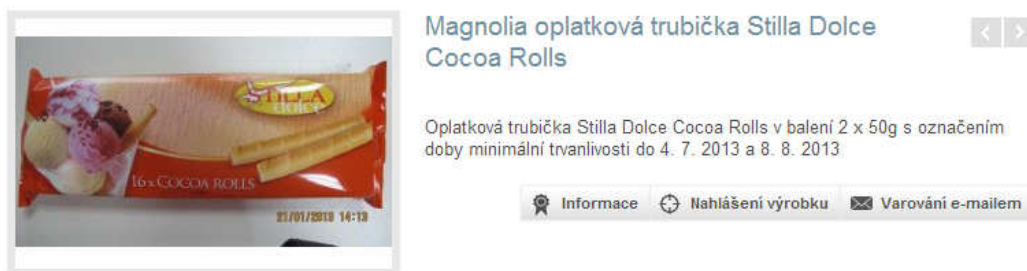 Magnolia oplatková trubička Stilla Dolce
Cocoa Rolls
STILLA
dolce
16x COCOA ROLLS
21/01/2013 14:13
Oplatková trubička Stilla Dolce Cocoa Rolls v balení 2 x 50g s označením
doby minimální trvanlivosti do 4. 7. 2013 a 8. 8. 2013
Informace
Nahlášení výrobku
Varování e-mailem